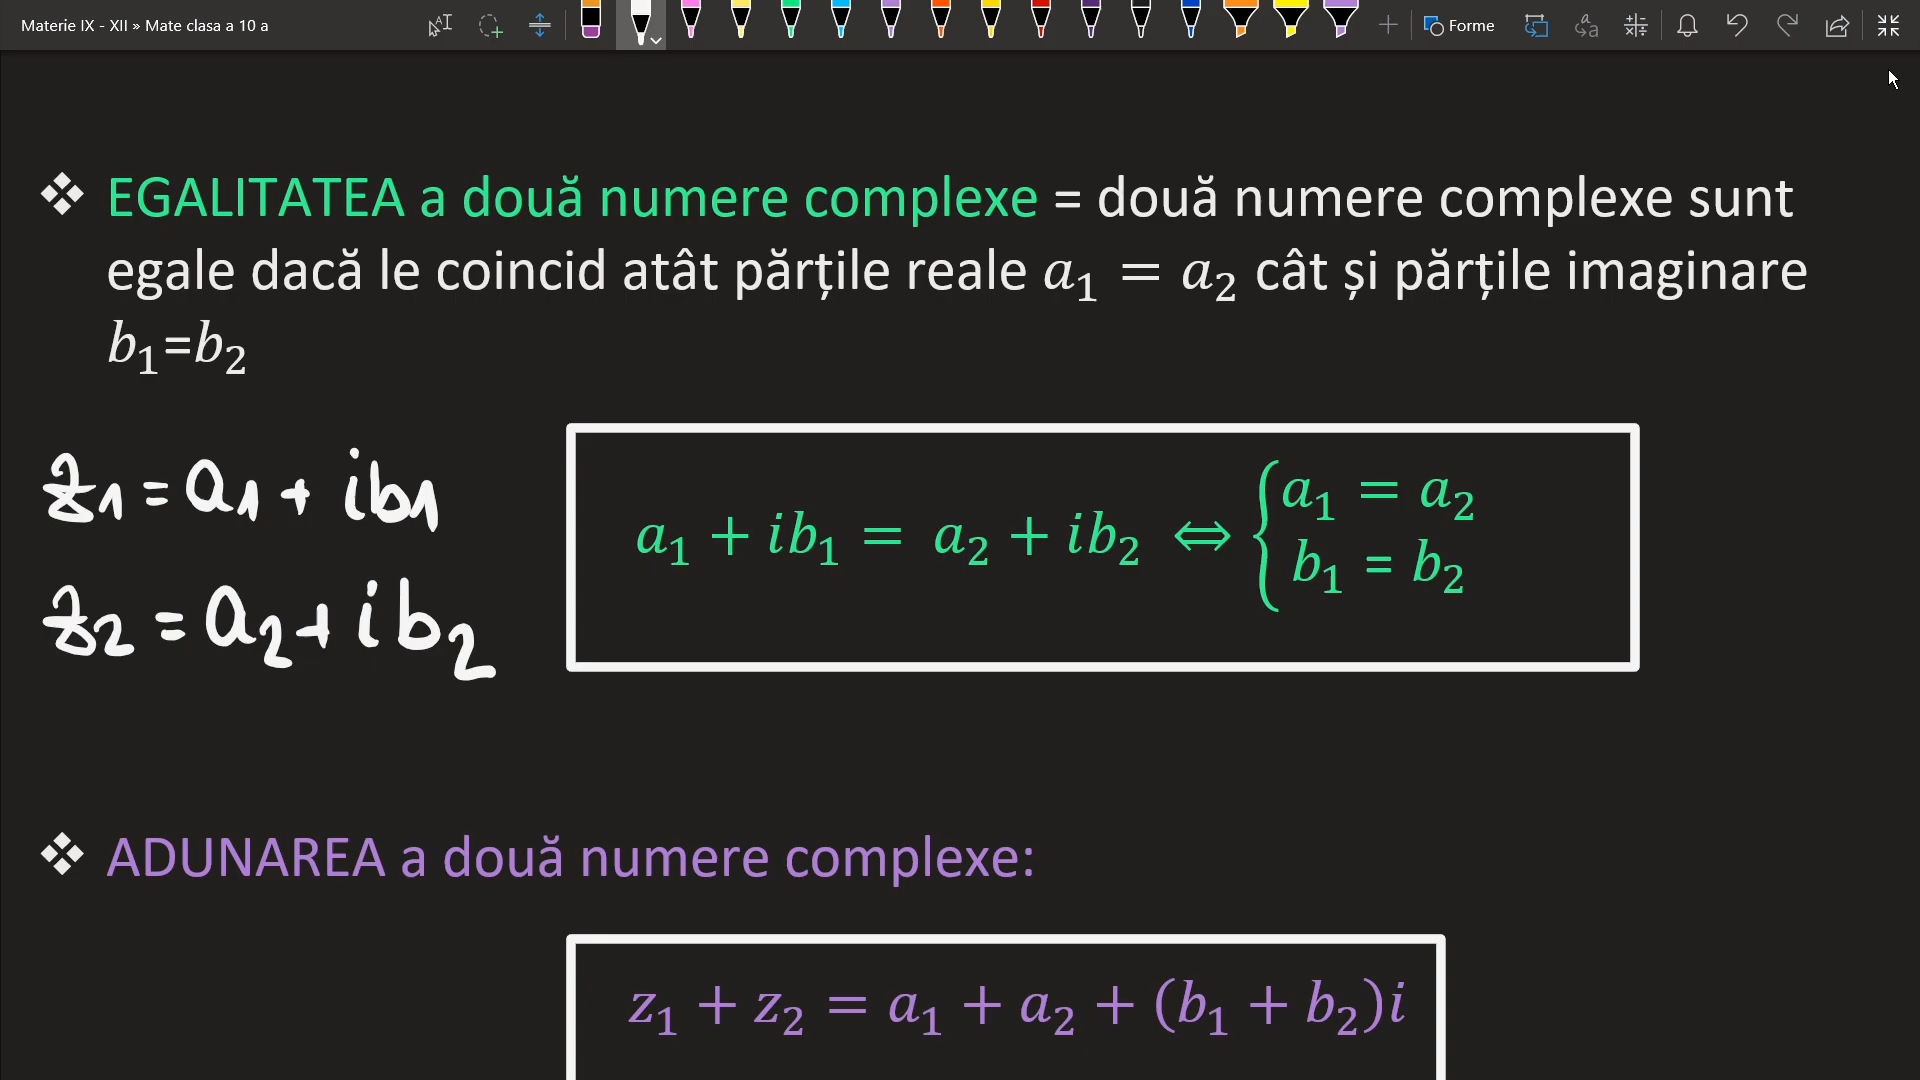 Materie IX - XII » Mate clasa a 10 a
Forme
❖ EGALITATEA a două numere complexe = două numere complexe sunt
egale dacă le coincid atât părțile reale a₁ = a₂ cât și părțile imaginare
b₁=b₂
z₁ = a₁ + ib₁
z₂ = a₂ + ib₂
a₁ + ib₁ = a₂ + ib₂ ⇔ { a₁ = a₂
b₁ = b₂
❖ ADUNAREA a două numere complexe:
z₁ + z₂ = a₁ + a₂ + (b₁ + b₂)i